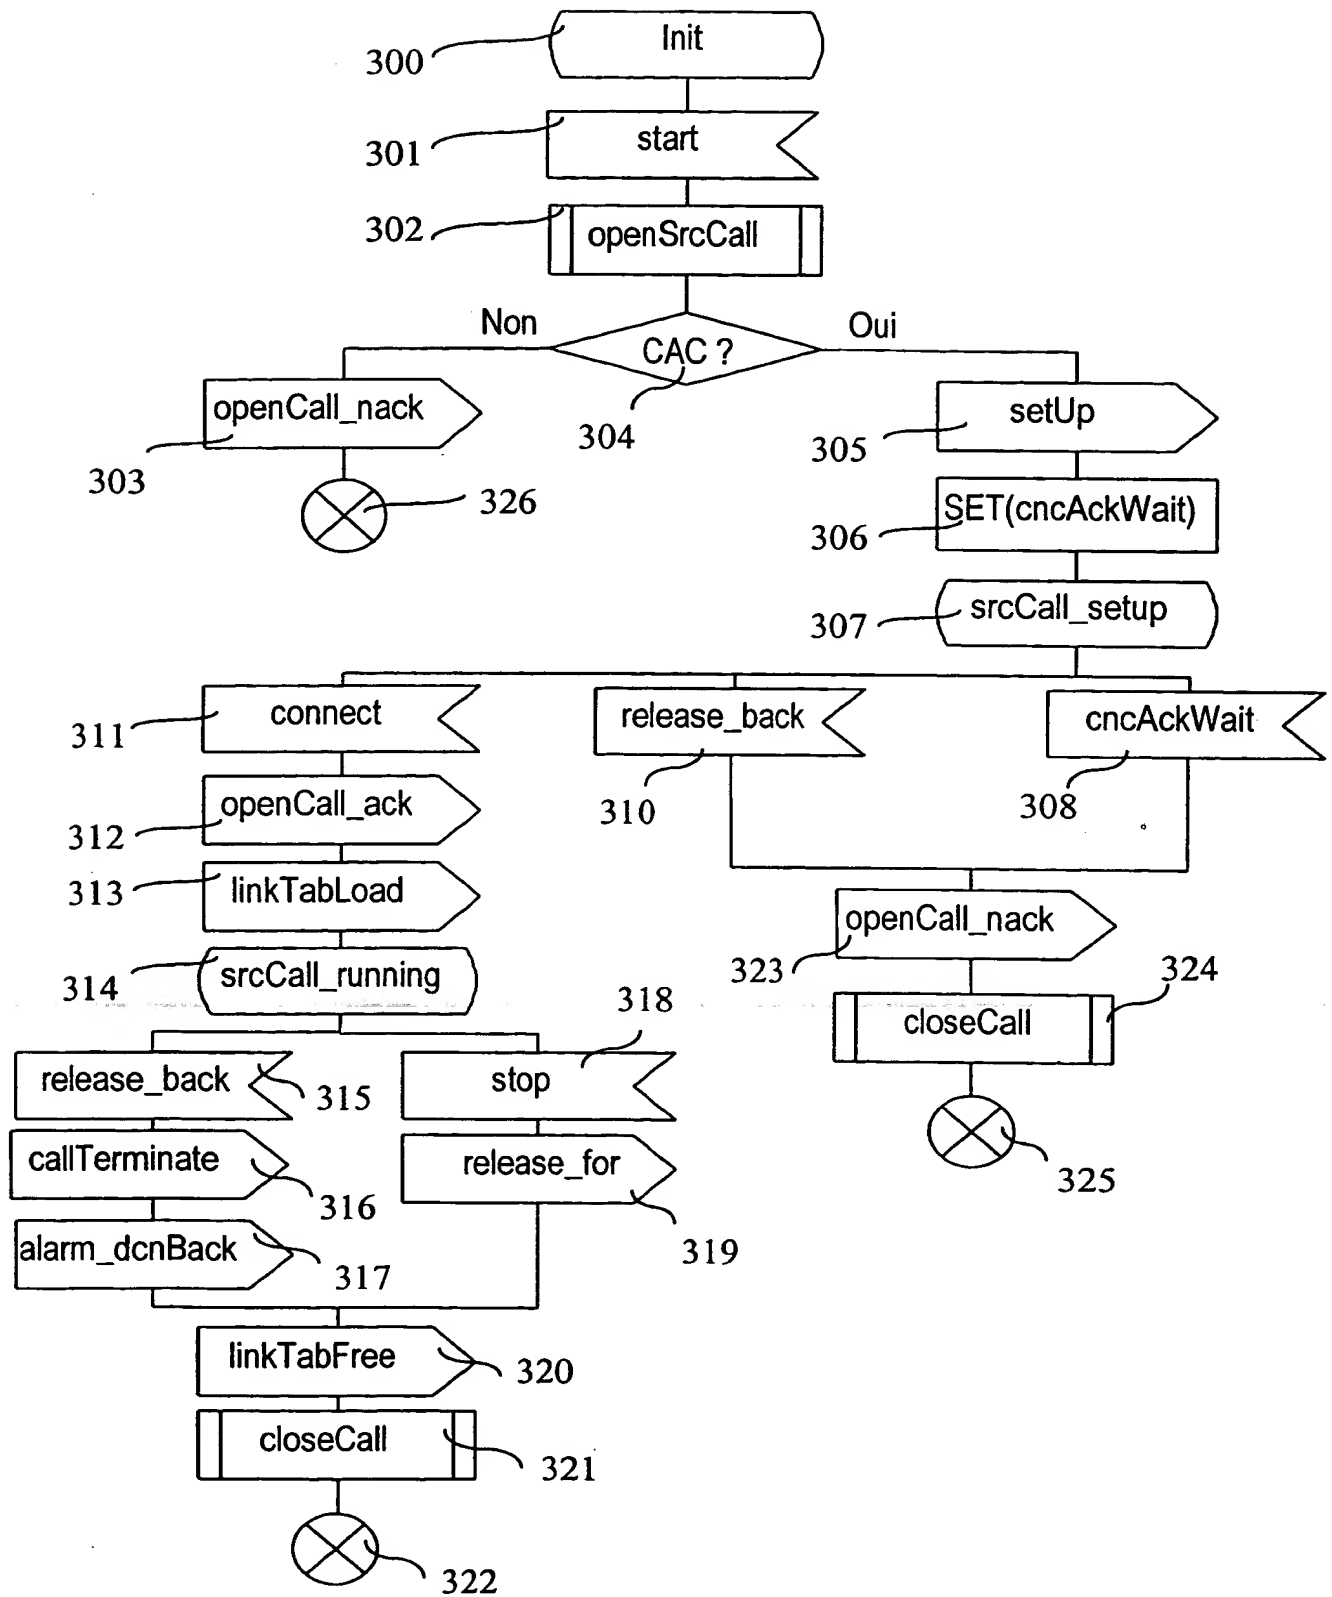 Init
300
start
301
openSrcCall
302
Non
Oui
CAC ?
304
openCall_nack
303
326
setUp
305
SET(cncAckWait)
306
srcCall_setup
307
connect
311
release_back
310
cncAckWait
308
openCall_ack
312
linkTabLoad
313
openCall_nack
323
srcCall_running
314
closeCall
324
318
release_back
315
stop
callTerminate
316
release_for
319
325
alarm_dcnBack
317
linkTabFree
320
closeCall
321
322